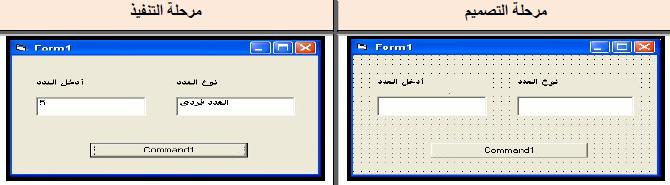 مرحلة التصميم
مرحلة التنفيذ
Form1
أدخل العدد نوع العدد
Command1
Form1
أدخل العدد نوع العدد
5 العدد فردي
Command1